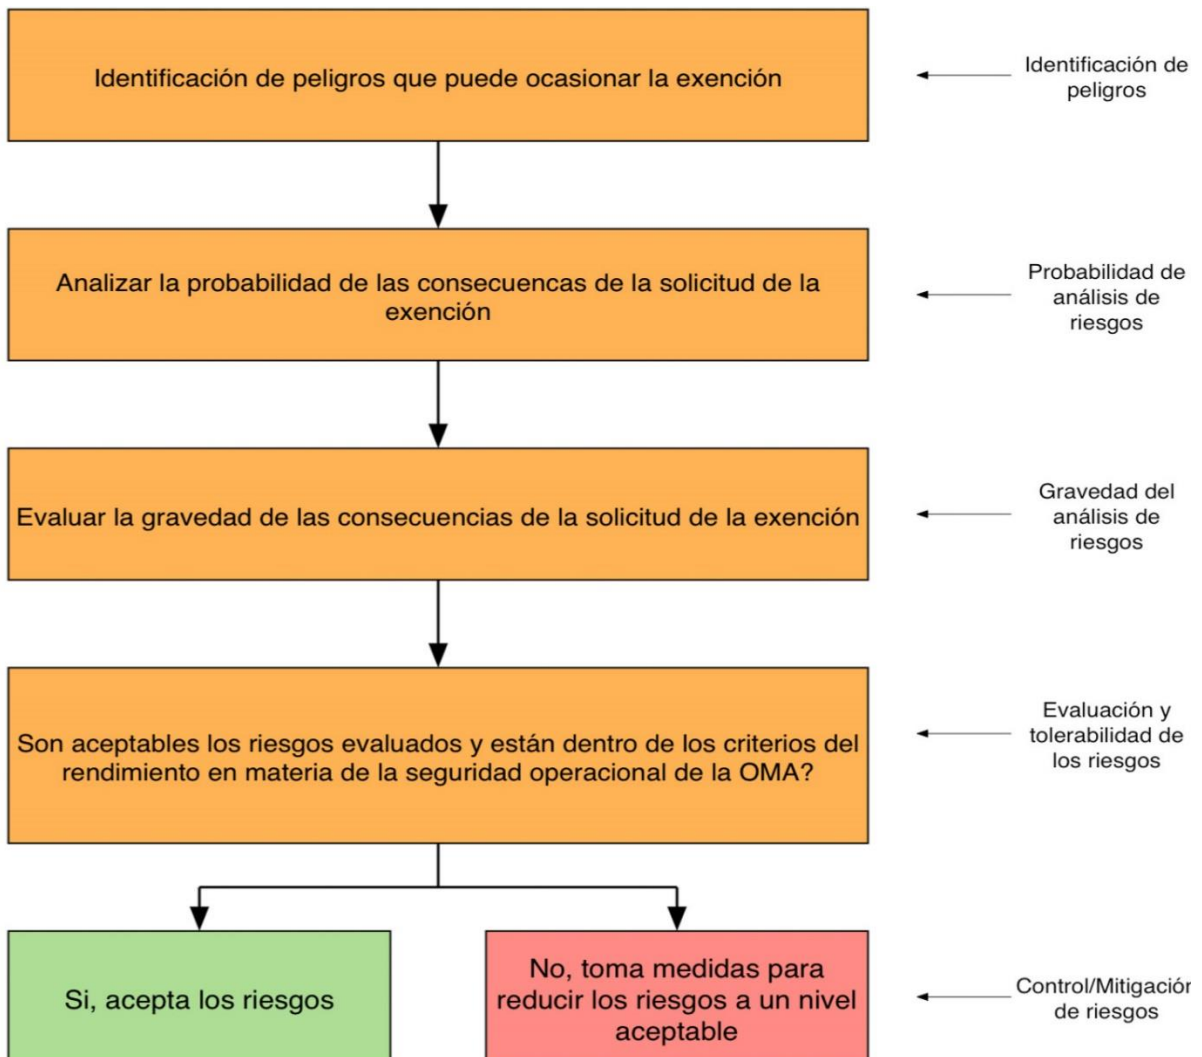 Identificación de peligros que puede ocasionar la exención
Identificación de
peligros
Analizar la probabilidad de las consecuencas de la solicitud de la
exención
Probabilidad de
análisis de
riesgos
Evaluar la gravedad de las consecuencias de la solicitud de la exención
Gravedad del
análisis de
riesgos
Son aceptables los riesgos evaluados y están dentro de los criterios del
rendimiento en materia de la seguridad operacional de la OMA?
Evaluación y
tolerabilidad de
los riesgos
Si, acepta los riesgos
No, toma medidas para
reducir los riesgos a un nivel
aceptable
Control/Mitigación
de riesgos